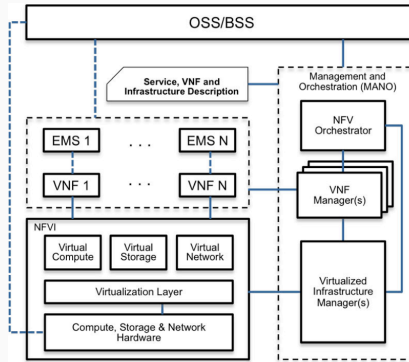 OSS/BSS
Service, VNF and
Infrastructure Description
Management and
Orchestration (MANO)
NFV
Orchestrator
EMS 1
. . .
EMS N
VNF 1
. . .
VNF N
VNF
Manager(s)
NFVI
Virtual
Compute
Virtual
Storage
Virtual
Network
Virtualization Layer
Virtualized
Infrastructure
Manager(s)
Compute, Storage & Network
Hardware